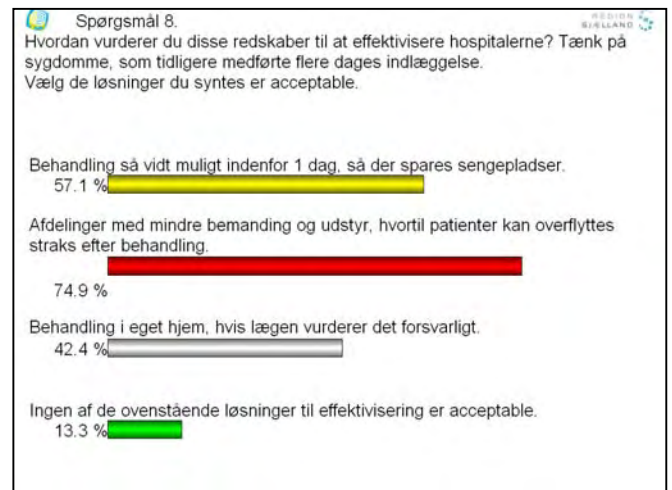 Spørgsmål 8.
REGION
SJÆLLAND
Hvordan vurderer du disse redskaber til at effektivisere hospitalerne? Tænk på
sygdomme, som tidligere medførte flere dages indlæggelse.
Vælg de løsninger du syntes er acceptable.
Behandling så vidt muligt indenfor 1 dag, så der spares sengepladser.
57.1 %
Afdelinger med mindre bemanding og udstyr, hvortil patienter kan overflyttes
straks efter behandling.
74.9 %
Behandling i eget hjem, hvis lægen vurderer det forsvarligt.
42.4 %
Ingen af de ovenstående løsninger til effektivisering er acceptable.
13.3 %